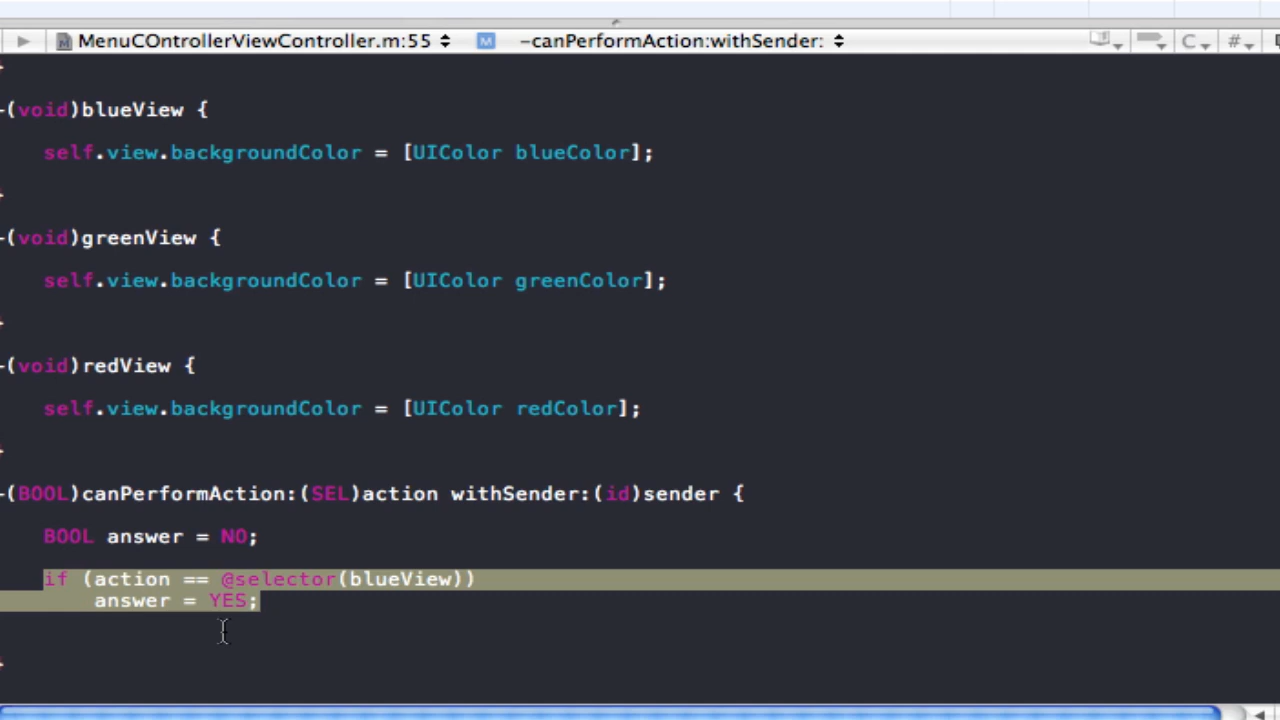 MenuCOntrollerViewController.m:55 M -canPerformAction:withSender: C #
}
-(void)blueView {
self.view.backgroundColor = [UIColor blueColor];
}
-(void)greenView {
self.view.backgroundColor = [UIColor greenColor];
}
-(void)redView {
self.view.backgroundColor = [UIColor redColor];
}
-(BOOL)canPerformAction:(SEL)action withSender:(id)sender {
BOOL answer = NO;
if (action == @selector(blueView))
answer = YES;
}